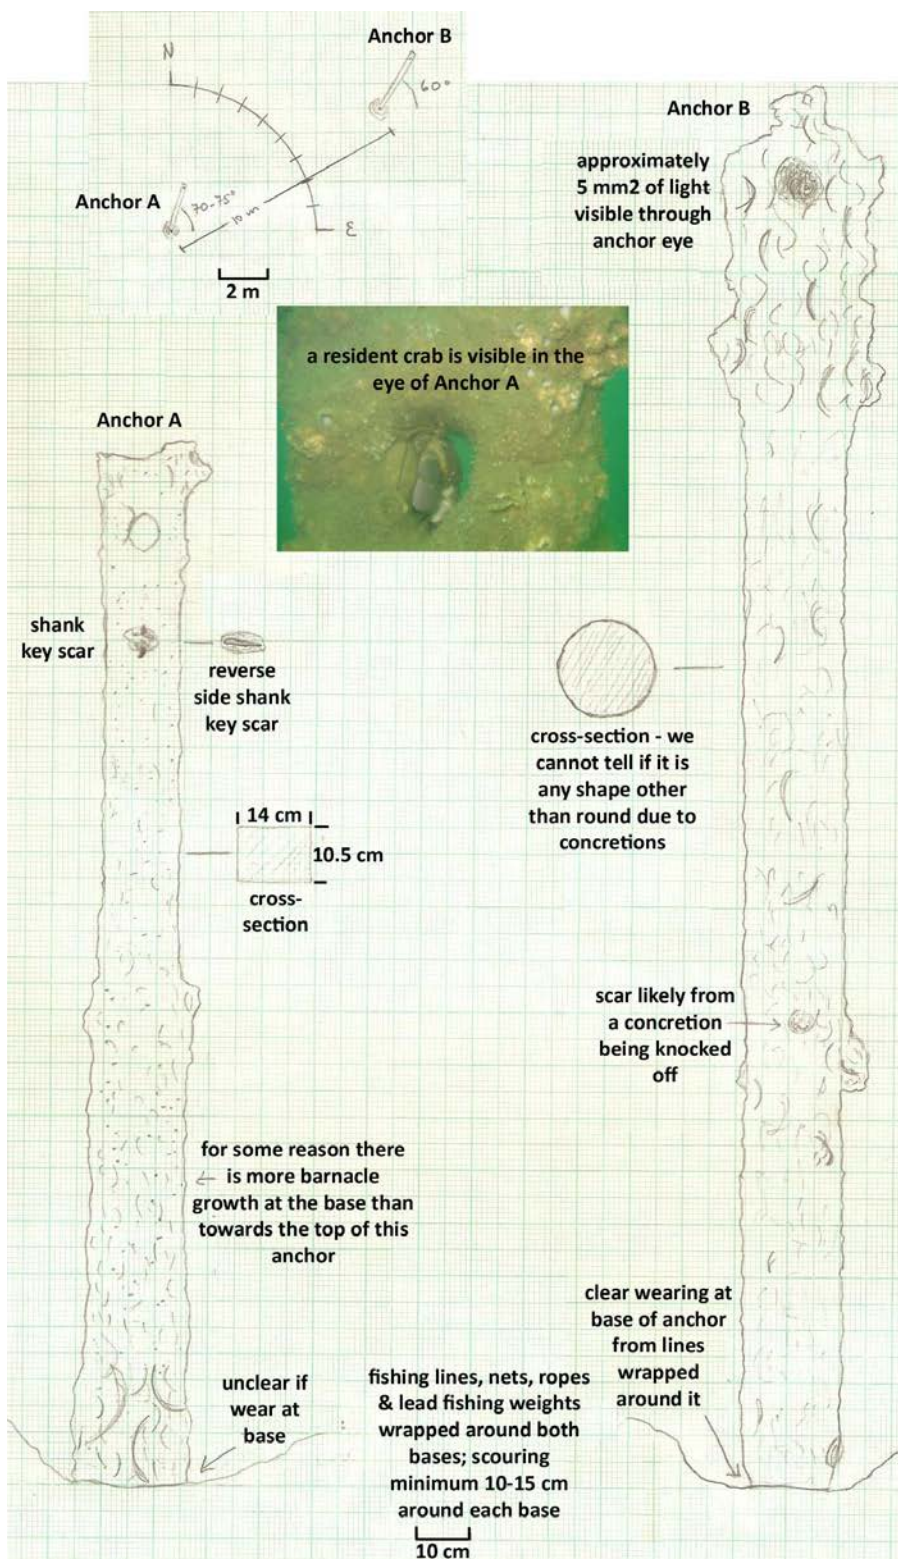 N
Anchor B
60°
Anchor A
70-75°
10 m
E
2 m
Anchor B
approximately
5 mm2 of light
visible through
anchor eye
a resident crab is visible in the
eye of Anchor A
Anchor A
shank
key scar
reverse
side shank
key scar
cross-section - we
cannot tell if it is
any shape other
than round due to
concretions
14 cm
10.5 cm
cross-
section
scar likely from
a concretion
being knocked
off
for some reason there
is more barnacle
growth at the base than
towards the top of this
anchor
clear wearing at
base of anchor
from lines
wrapped
around it
unclear if
wear at
base
fishing lines, nets, ropes
& lead fishing weights
wrapped around both
bases; scouring
minimum 10-15 cm
around each base
10 cm